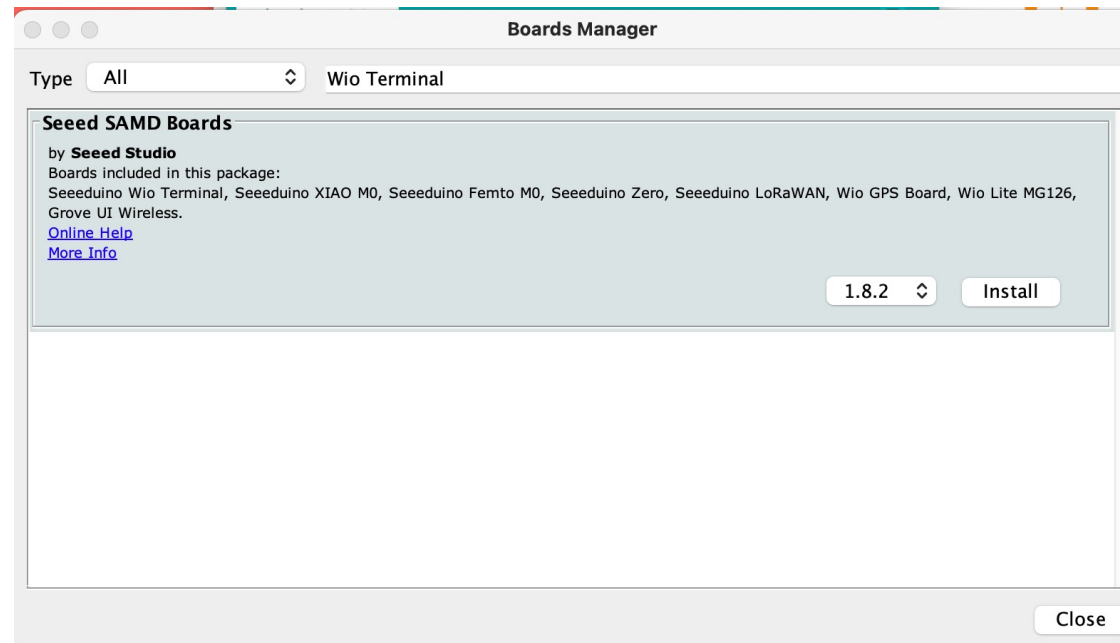 Boards Manager
Type All Wio Terminal
Seeed SAMD Boards
by Seeed Studio
Boards included in this package:
Seeeduino Wio Terminal, Seeeduino XIAO M0, Seeeduino Femto M0, Seeeduino Zero, Seeeduino LoRaWAN, Wio GPS Board, Wio Lite MG126,
Grove UI Wireless.
Online Help
More Info
1.8.2 Install
Close